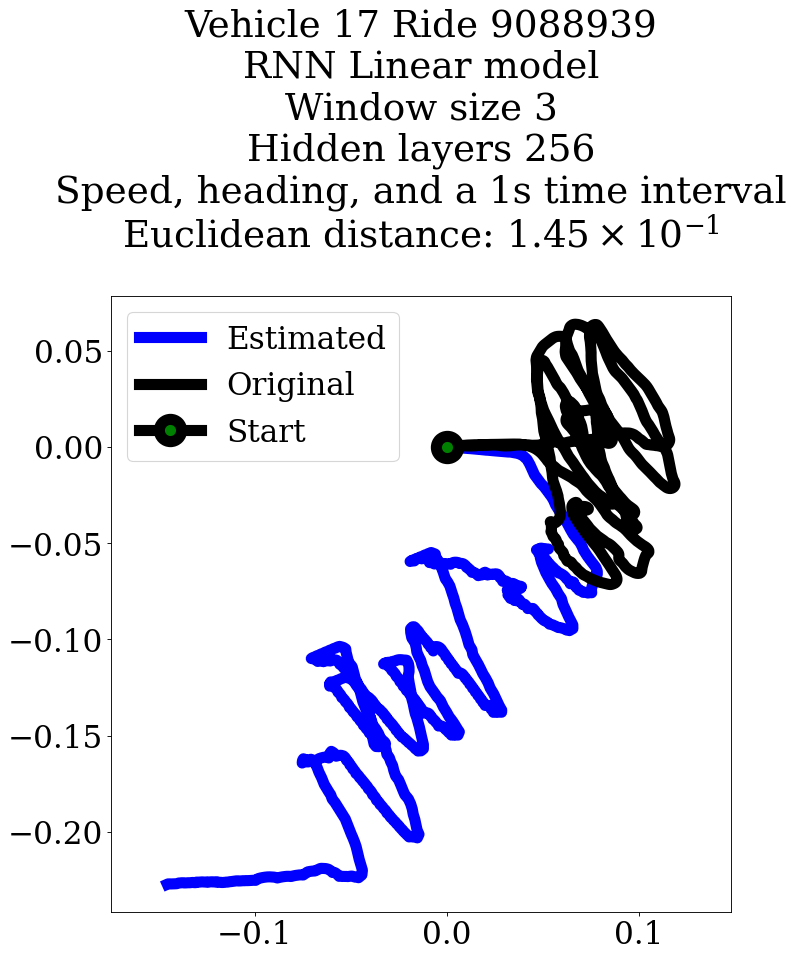 Vehicle 17 Ride 9088939
RNN Linear model
Window size 3
Hidden layers 256
Speed, heading, and a 1s time interval
Euclidean distance: 1.45 × 10⁻¹
Estimated
Original
Start
0.05
0.00
−0.05
−0.10
−0.15
−0.20
−0.1 0.0 0.1